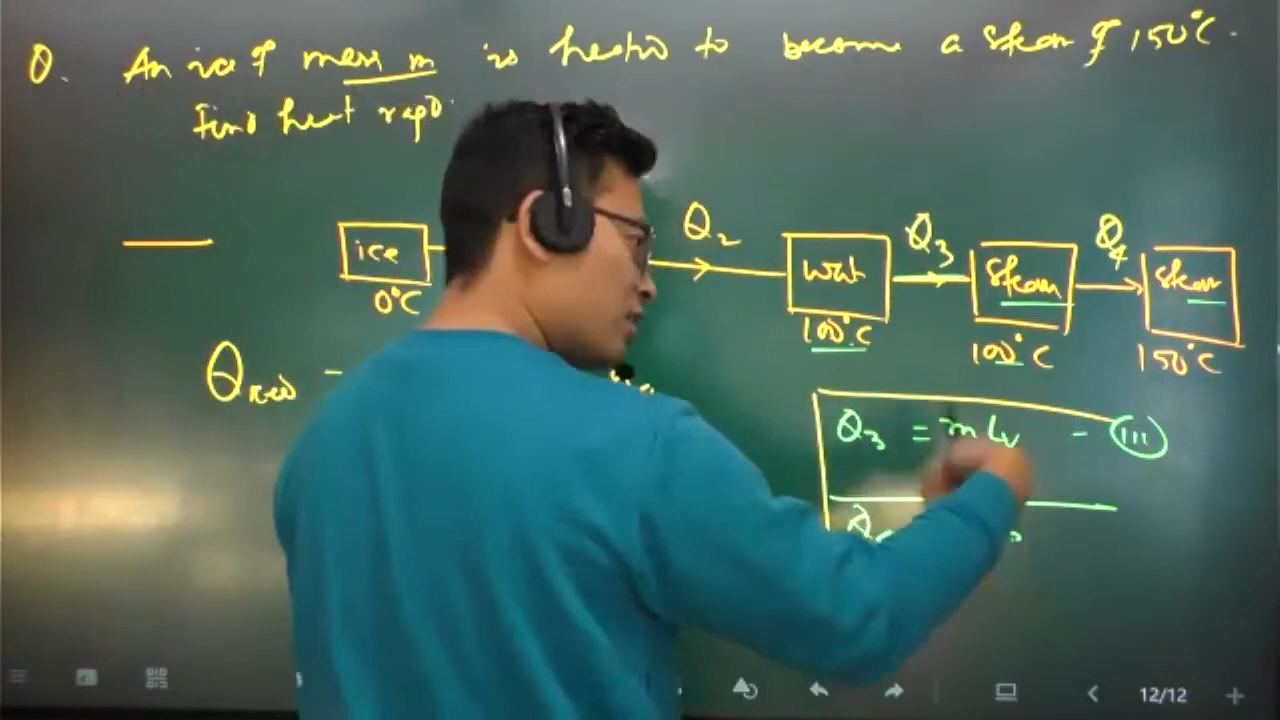 Q. An ice of mass m is heated to become a steam of 150°C.
Find heat reqd.
Q2 Q3 Q4
ice wat steam steam
0°C 100°C 100°C 150°C
Q
Q3 = mLv - (III)
Q
12/12